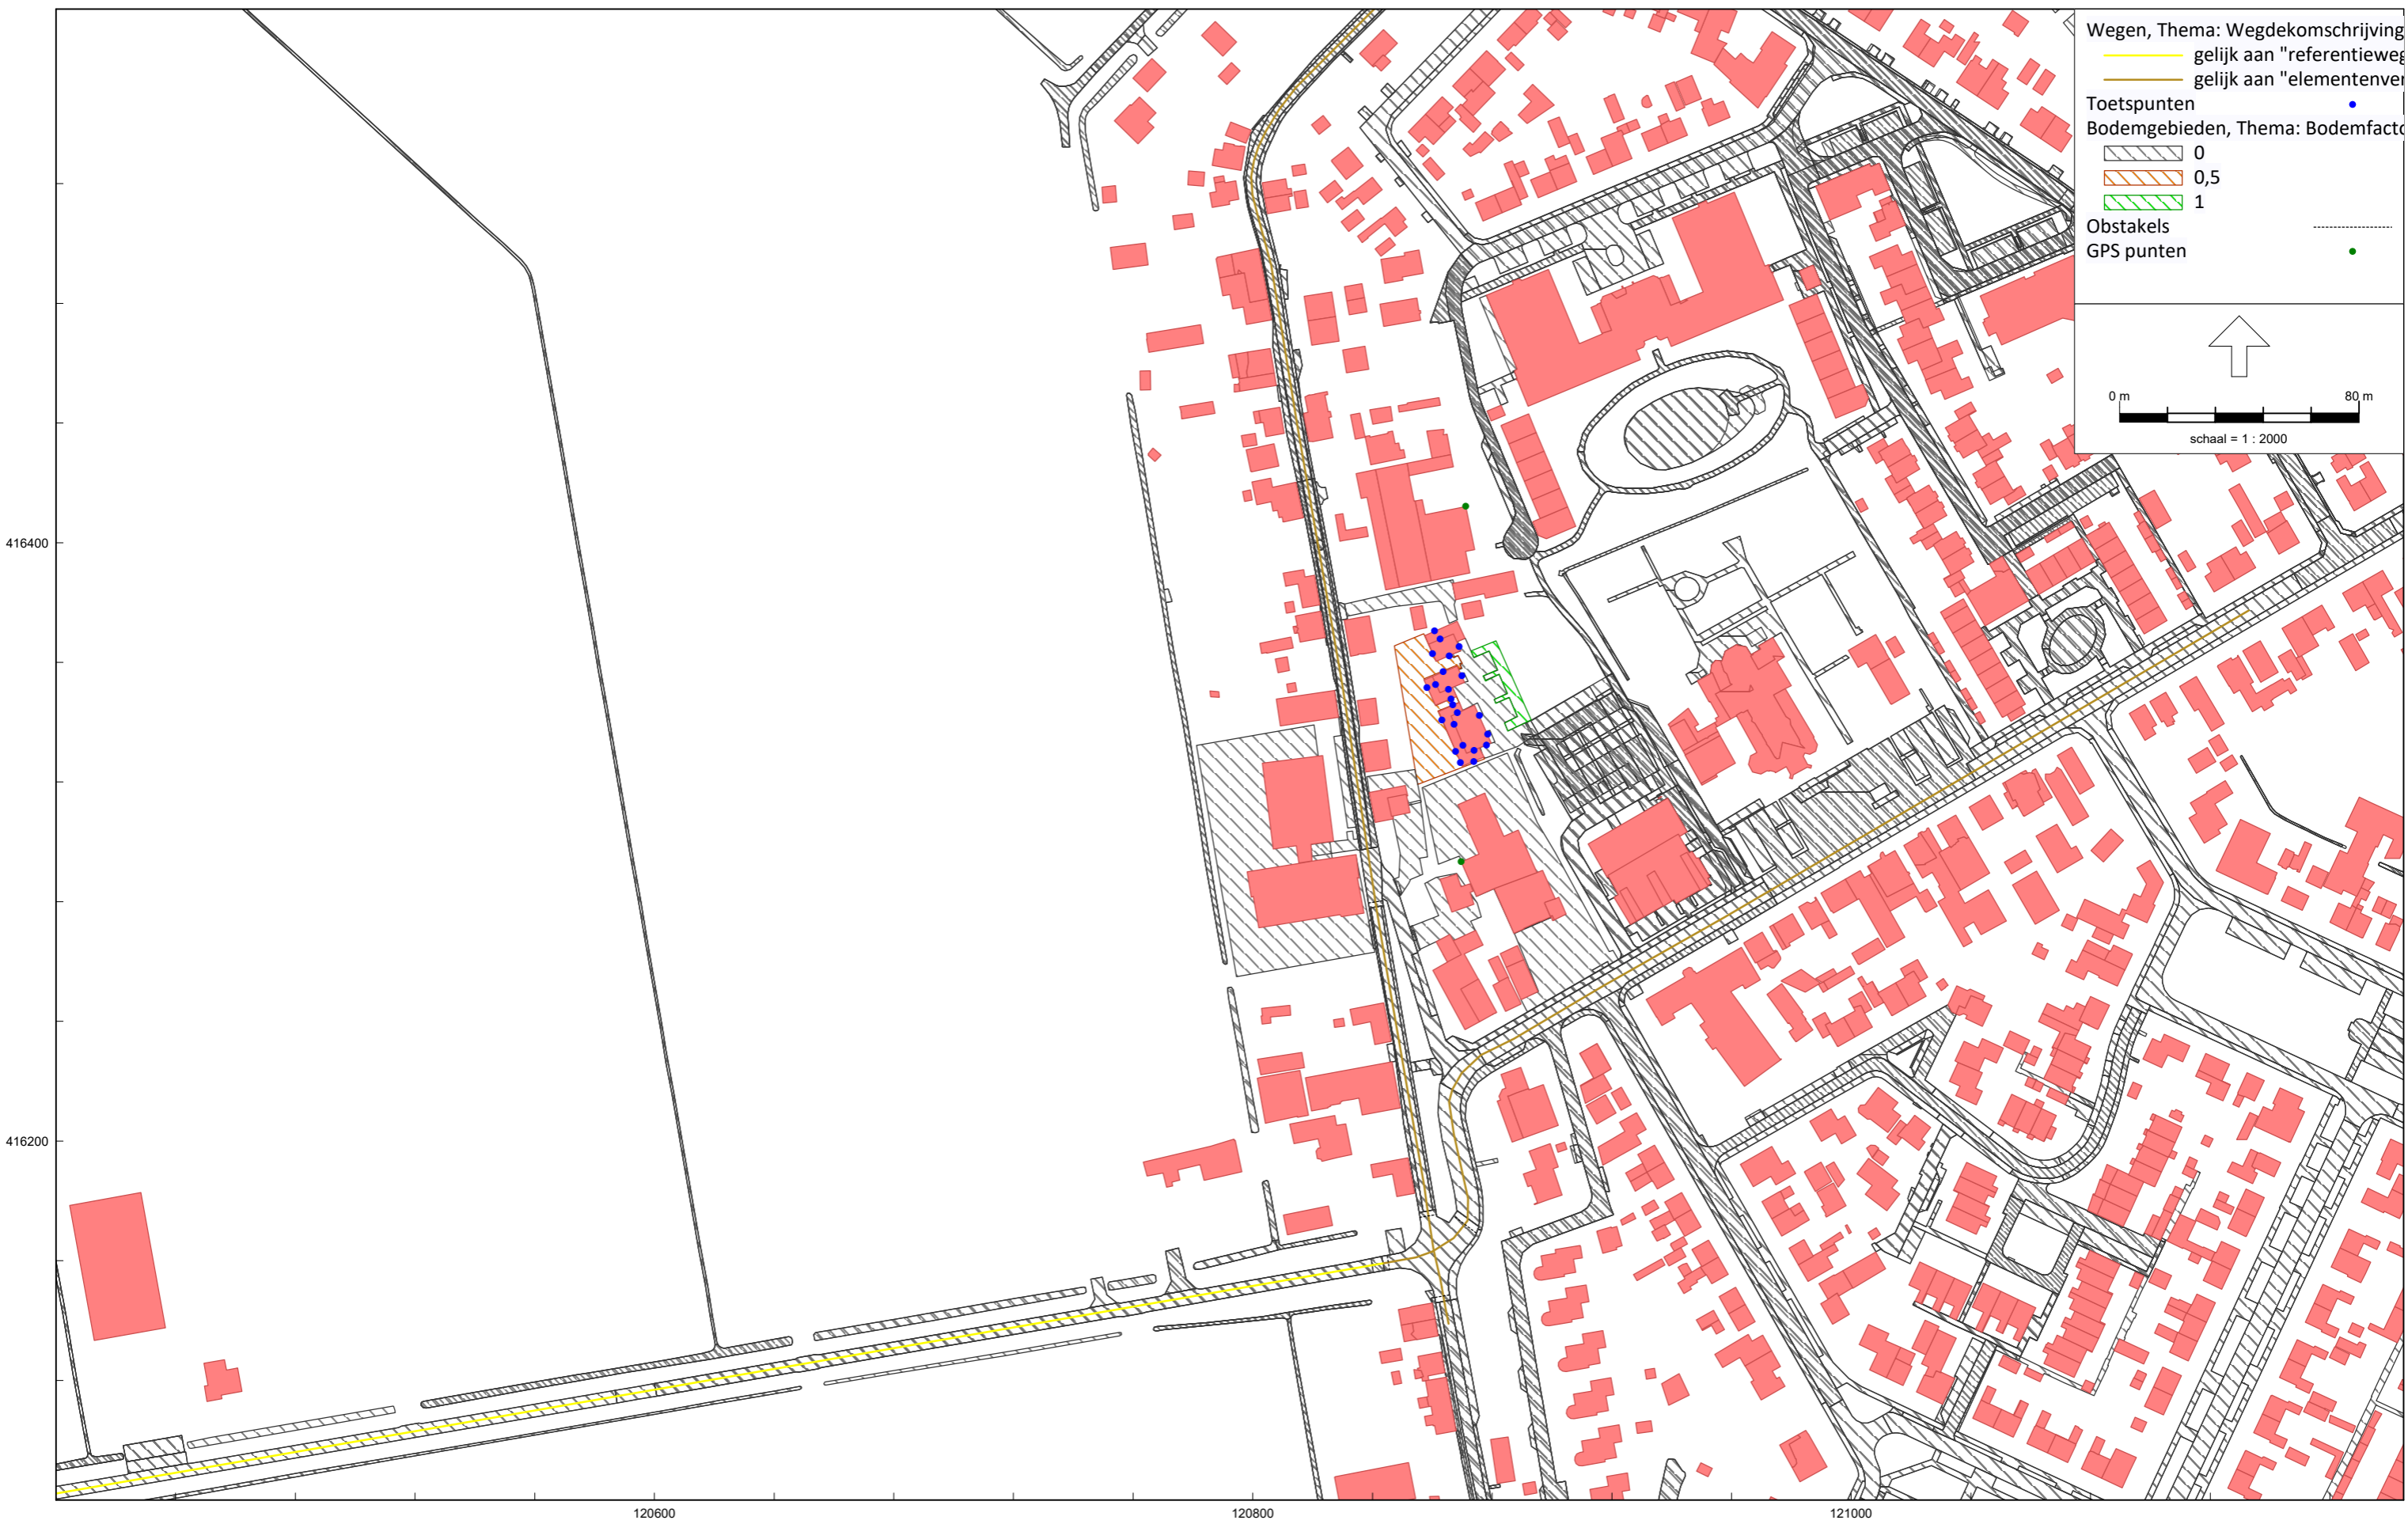 Wegen, Thema: Wegdekomschrijving
gelijk aan "referentieweg
gelijk aan "elementenver
Toetspunten
Bodemgebieden, Thema: Bodemfacto
0
0,5
1
Obstakels
GPS punten
0 m 80 m
schaal = 1 : 2000
416400
416200
120600 120800 121000